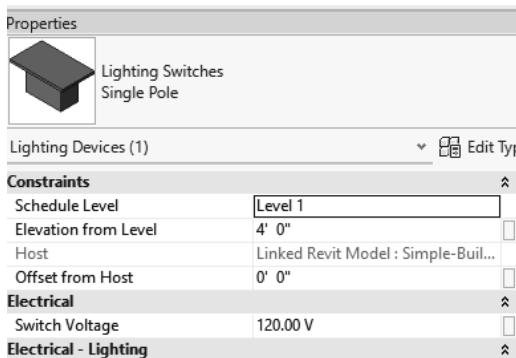 Properties
Lighting Switches
Single Pole
Lighting Devices (1) Edit Typ
Constraints
Schedule Level Level 1
Elevation from Level 4' 0"
Host Linked Revit Model : Simple-Buil...
Offset from Host 0' 0"
Electrical
Switch Voltage 120.00 V
Electrical - Lighting